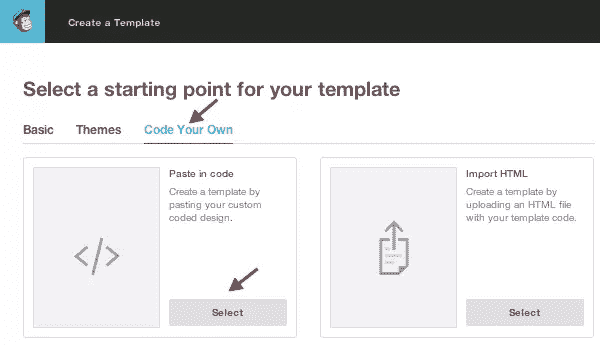 Create a Template
Select a starting point for your template
Basic Themes Code Your Own
Paste in code
Create a template by
pasting your custom
coded design.
Select
Import HTML
Create a template by
uploading an HTML file
with your template code.
Select